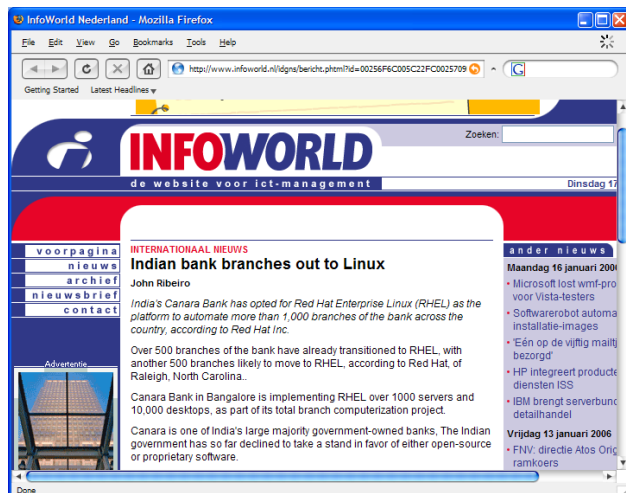 InfoWorld Nederland - Mozilla Firefox
File Edit View Go Bookmarks Tools Help
http://www.infoworld.nl/idgns/bericht.phtml?id=00256F6C005C22FC0025709
G
Getting Started Latest Headlines
Zoeken:
INFOWORLD
de website voor ict-management
Dinsdag 17
voorpagina
nieuws
archief
nieuwsbrief
contact
Advertentie
INTERNATIONAAL NIEUWS
Indian bank branches out to Linux
John Ribeiro
India's Canara Bank has opted for Red Hat Enterprise Linux (RHEL) as the
platform to automate more than 1,000 branches of the bank across the
country, according to Red Hat Inc.
Over 500 branches of the bank have already transitioned to RHEL, with
another 500 branches likely to move to RHEL, according to Red Hat, of
Raleigh, North Carolina..
Canara Bank in Bangalore is implementing RHEL over 1000 servers and
10,000 desktops, as part of its total branch computerization project.
Canara is one of India's large majority government-owned banks, The Indian
government has so far declined to take a stand in favor of either open-source
or proprietary software.
ander nieuws
Maandag 16 januari 200
• Microsoft lost wmf-pro
voor Vista-testers
• Softwarerobot automa
installatie-images
• 'Eén op de vijftig mailtj
bezorgd'
• HP integreert producte
diensten ISS
• IBM brengt serverbund
detailhandel
Vrijdag 13 januari 2006
• FNV: directie Atos Orig
ramkoers
Done